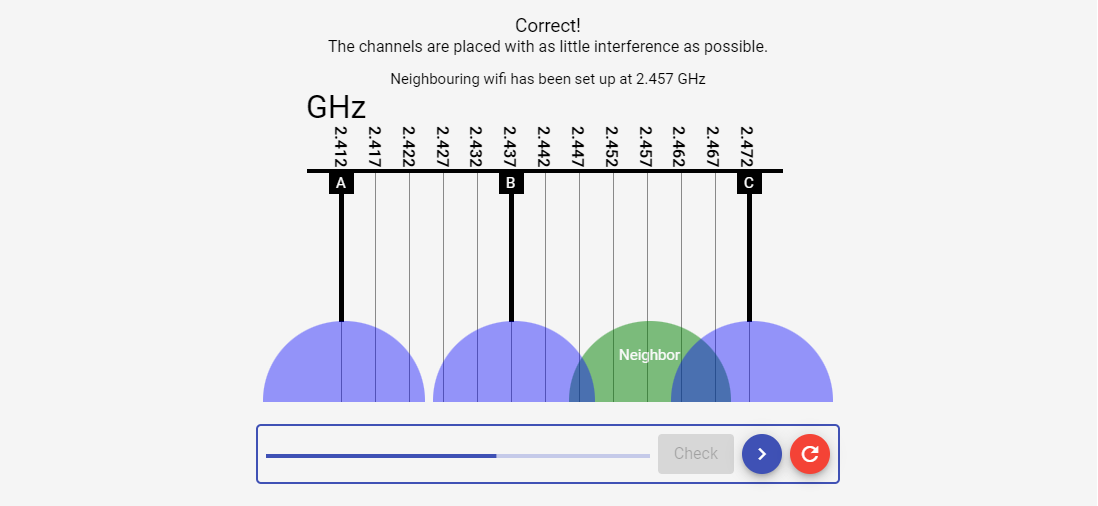 Correct!
The channels are placed with as little interference as possible.
Neighbouring wifi has been set up at 2.457 GHz
GHz
2.412
2.417
2.422
2.427
2.432
2.437
2.442
2.447
2.452
2.457
2.462
2.467
2.472
A
B
C
Neighbor
Check